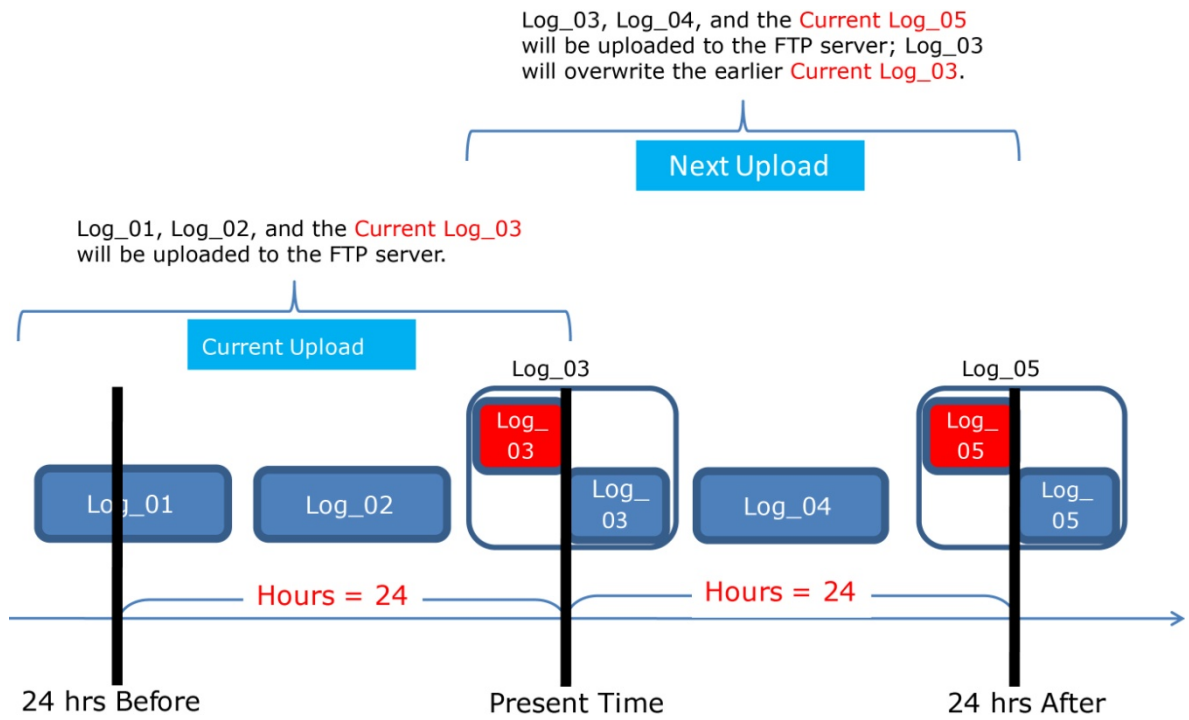 Log_03, Log_04, and the Current Log_05
will be uploaded to the FTP server; Log_03
will overwrite the earlier Current Log_03.
Next Upload
Log_01, Log_02, and the Current Log_03
will be uploaded to the FTP server.
Current Upload
Log_03
Log_05
Log_
03
Log_
05
Log_01
Log_02
Log_
03
Log_04
Log_
05
Hours = 24
Hours = 24
24 hrs Before
Present Time
24 hrs After